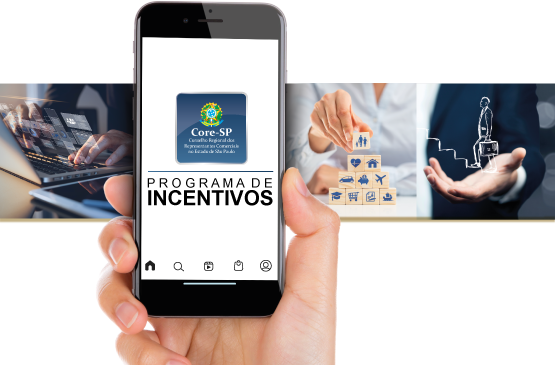 Core-SP
Conselho Regional dos
Representantes Comerciais
no Estado de São Paulo
PROGRAMA DE
INCENTIVOS